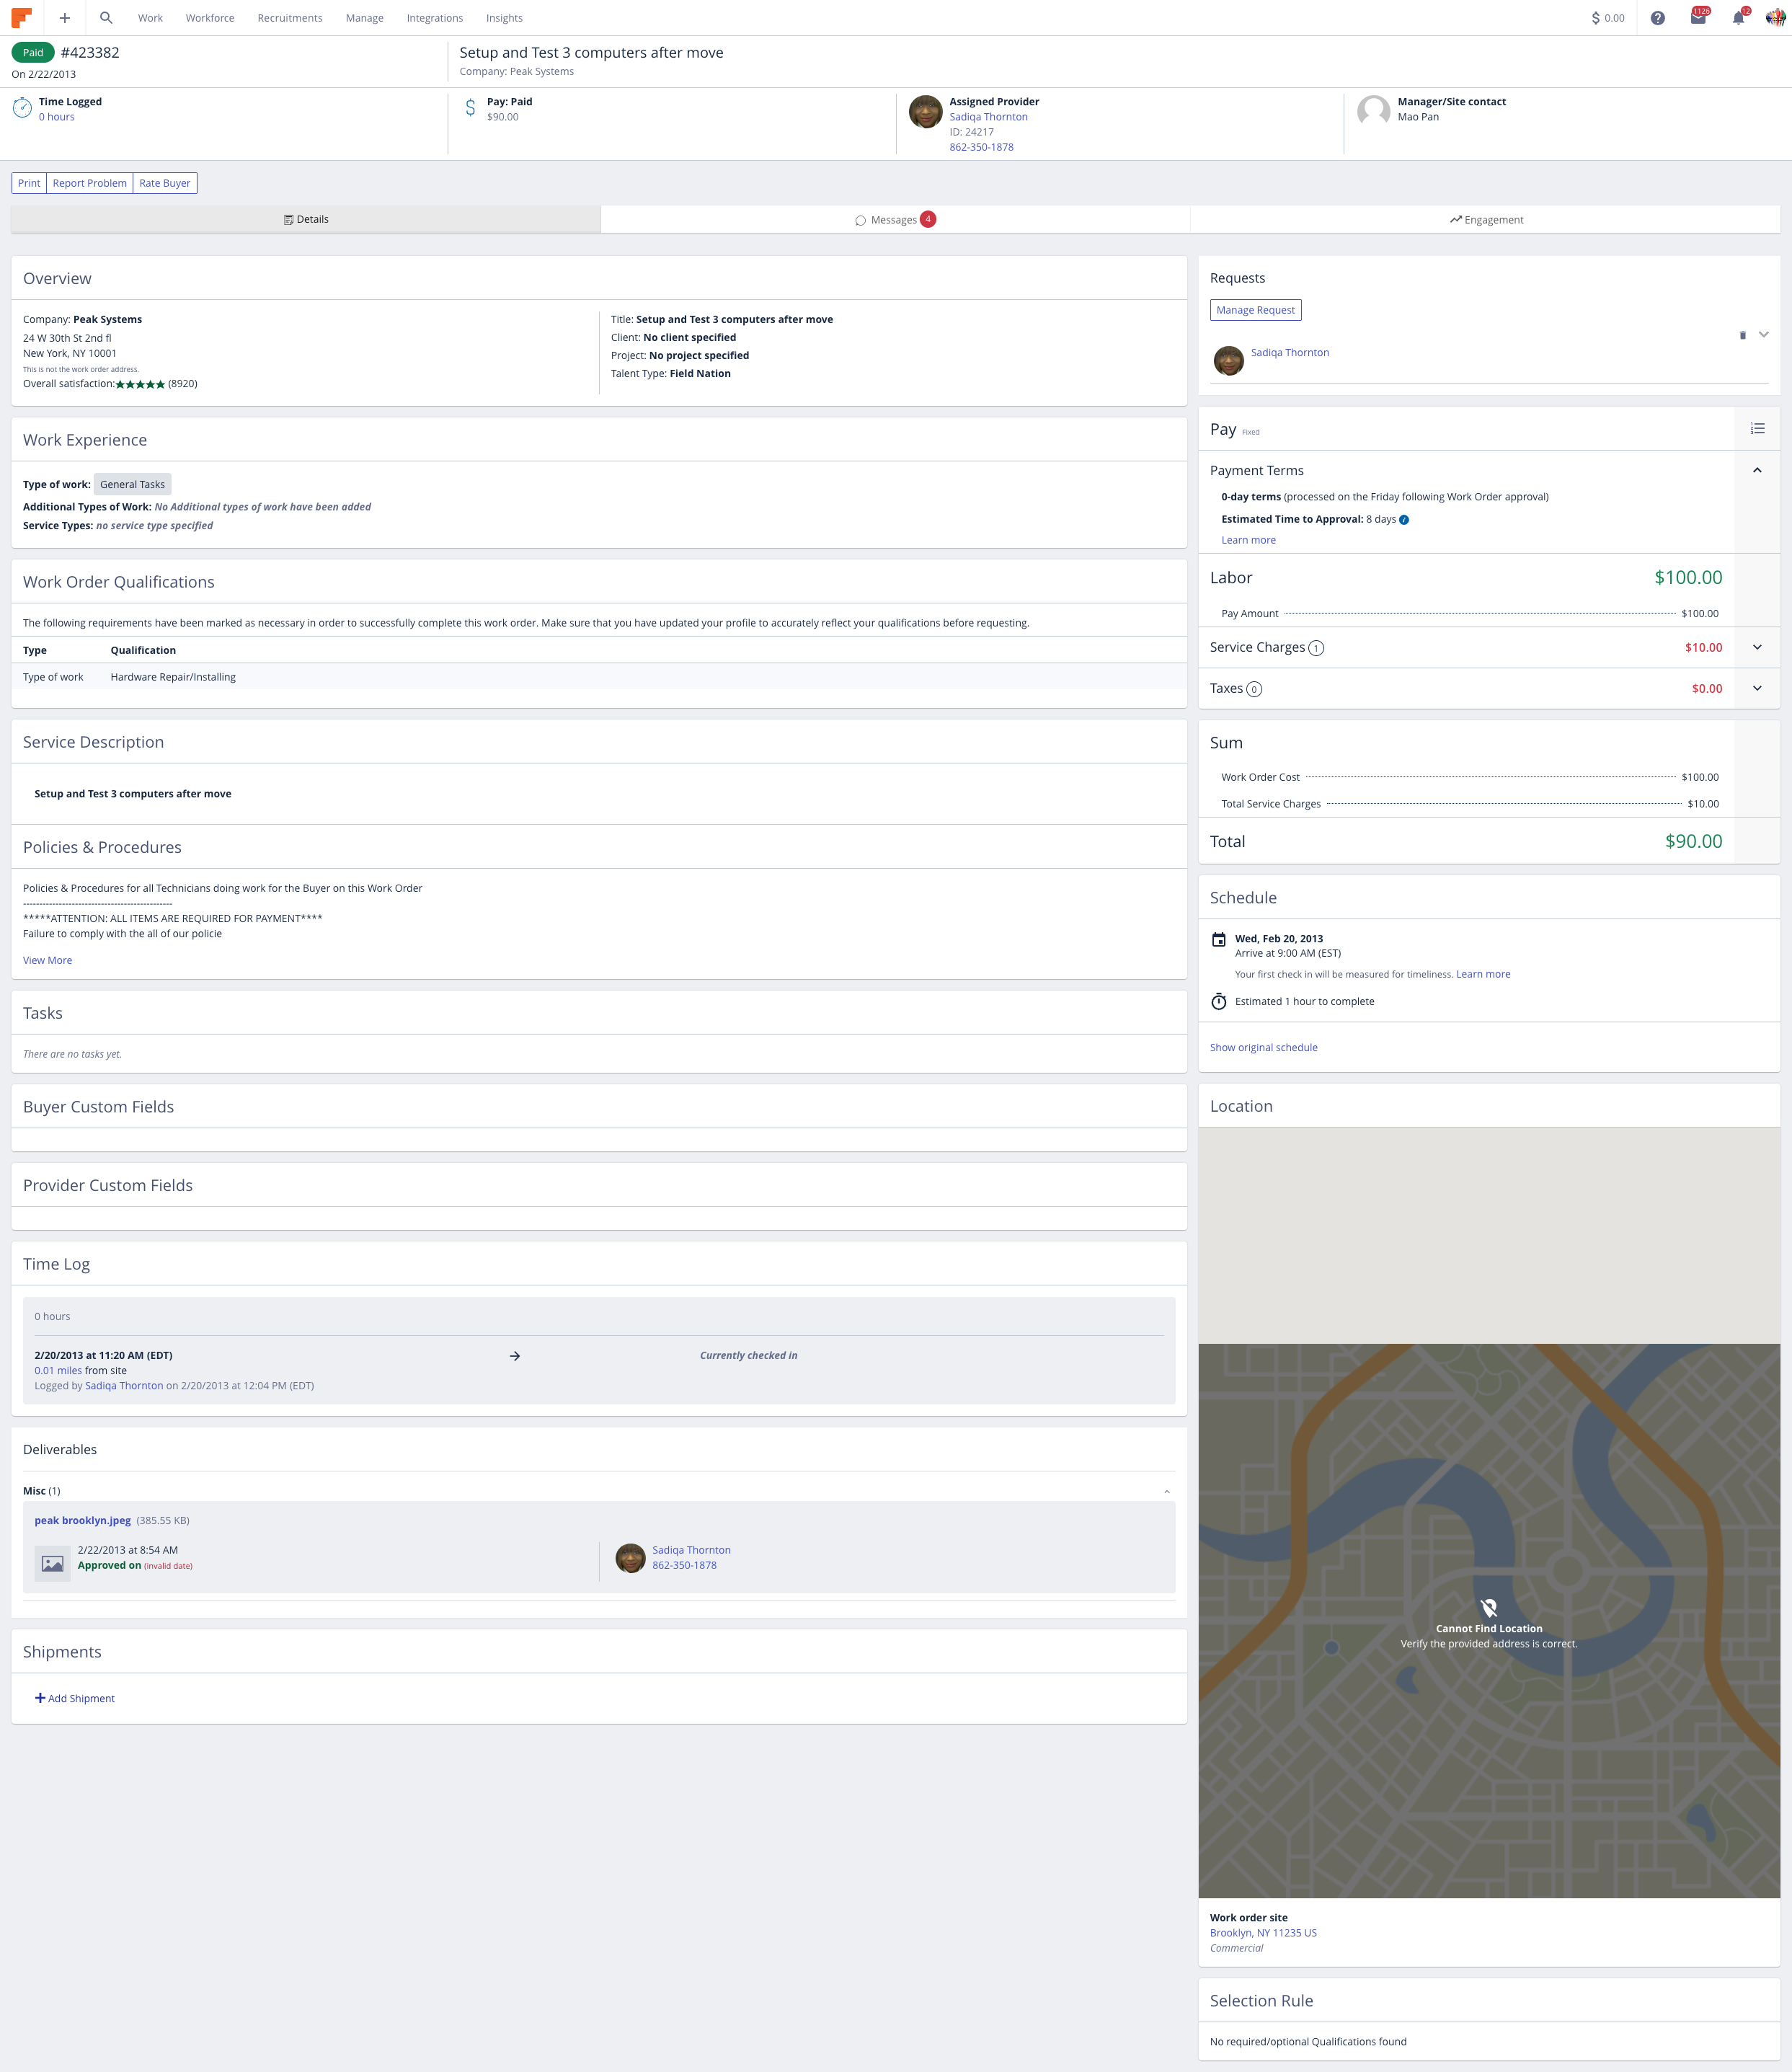 Work Workforce Recruitments Manage Integrations Insights
$ 0.00
1126
12
Paid #423382
On 2/22/2013
Setup and Test 3 computers after move
Company: Peak Systems
Time Logged
0 hours
Pay: Paid
$90.00
Assigned Provider
Sadiqa Thornton
ID: 24217
862-350-1878
Manager/Site contact
Mao Pan
Print Report Problem Rate Buyer
Details
Messages 4
Engagement
Overview
Company: Peak Systems
24 W 30th St 2nd fl
New York, NY 10001
This is not the work order address.
Overall satisfaction:★★★★★ (8920)
Title: Setup and Test 3 computers after move
Client: No client specified
Project: No project specified
Talent Type: Field Nation
Work Experience
Type of work: General Tasks
Additional Types of Work: No Additional types of work have been added
Service Types: no service type specified
Work Order Qualifications
The following requirements have been marked as necessary in order to successfully complete this work order. Make sure that you have updated your profile to accurately reflect your qualifications before requesting.
Type Qualification
Type of work Hardware Repair/Installing
Service Description
Setup and Test 3 computers after move
Policies & Procedures
Policies & Procedures for all Technicians doing work for the Buyer on this Work Order
-----------------------------------------------
*****ATTENTION: ALL ITEMS ARE REQUIRED FOR PAYMENT****
Failure to comply with the all of our policie
View More
Tasks
There are no tasks yet.
Buyer Custom Fields
Provider Custom Fields
Time Log
0 hours
2/20/2013 at 11:20 AM (EDT) → Currently checked in
0.01 miles from site
Logged by Sadiqa Thornton on 2/20/2013 at 12:04 PM (EDT)
Deliverables
Misc (1)
peak brooklyn.jpeg (385.55 KB)
2/22/2013 at 8:54 AM
Approved on (invalid date)
Sadiqa Thornton
862-350-1878
Shipments
+ Add Shipment
Requests
Manage Request
Sadiqa Thornton
Pay Fixed
Payment Terms
0-day terms (processed on the Friday following Work Order approval)
Estimated Time to Approval: 8 days
Learn more
Labor $100.00
Pay Amount $100.00
Service Charges 1 $10.00
Taxes 0 $0.00
Sum
Work Order Cost $100.00
Total Service Charges $10.00
Total $90.00
Schedule
Wed, Feb 20, 2013
Arrive at 9:00 AM (EST)
Your first check in will be measured for timeliness. Learn more
Estimated 1 hour to complete
Show original schedule
Location
Cannot Find Location
Verify the provided address is correct.
Work order site
Brooklyn, NY 11235 US
Commercial
Selection Rule
No required/optional Qualifications found